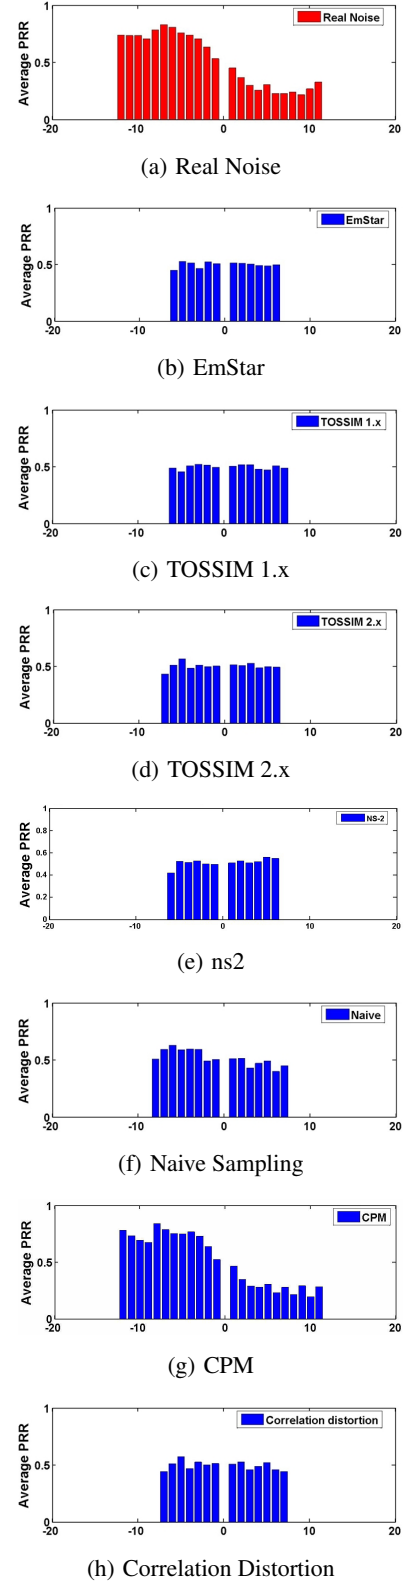 1
Real Noise
Average PRR
0.5
0
-20 -10 0 10 20
(a) Real Noise
1
EmStar
Average PRR
0.5
0
-20 -10 0 10 20
(b) EmStar
1
TOSSIM 1.x
Average PRR
0.5
0
-20 -10 0 10 20
(c) TOSSIM 1.x
1
TOSSIM 2.x
Average PRR
0.5
0
-20 -10 0 10 20
(d) TOSSIM 2.x
1
NS-2
0.8
Average PRR
0.6
0.4
0.2
0
-20 -10 0 10 20
(e) ns2
1
Naive
Average PRR
0.5
0
-20 -10 0 10 20
(f) Naive Sampling
1
CPM
Average PRR
0.5
0
-20 -10 0 10 20
(g) CPM
1
Correlation distortion
Average PRR
0.5
0
-20 -10 0 10 20
(h) Correlation Distortion